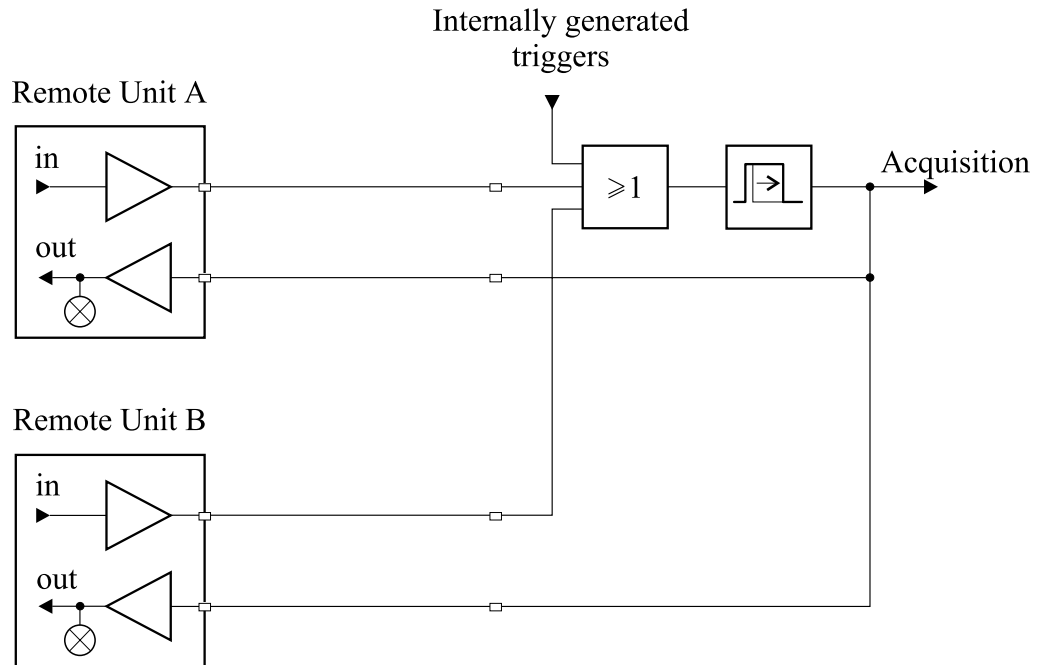 Internally generated
triggers
Remote Unit A
in
⩾1
Acquisition
out
Remote Unit B
in
out